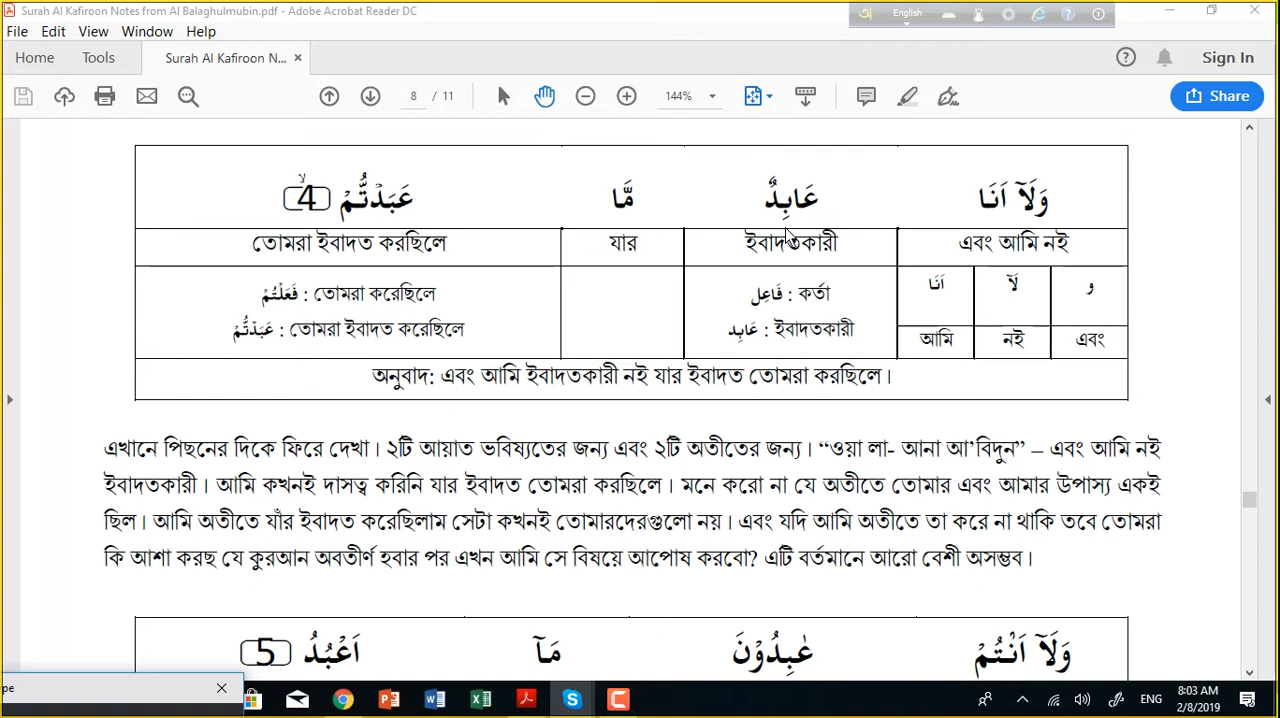 Surah Al Kafiroon Notes from Al Balaghulmubin.pdf - Adobe Acrobat Reader DC
English
File Edit View Window Help
Home Tools Surah Al Kafiroon N... × Sign In
8 / 11 144% Share
وَلَآ اَنَا عَابِدٌ مَّا عَبَدْتُّمْ 4
এবং আমি নই ইবাদতকারী যার তোমরা ইবাদত করছিলে
و لَآ اَنَا فَاعِل : কর্তা فَعَلْتُمْ : তোমরা করেছিলে
এবং নই আমি عَابِد : ইবাদতকারী عَبَدْتُّمْ : তোমরা ইবাদত করেছিলে
অনুবাদ: এবং আমি ইবাদতকারী নই যার ইবাদত তোমরা করছিলে।
এখানে পিছনের দিকে ফিরে দেখা। ২টি আয়াত ভবিষ্যতের জন্য এবং ২টি অতীতের জন্য। “ওয়া লা- আনা আ’বিদুন” – এবং আমি নই
ইবাদতকারী। আমি কখনই দাসত্ব করিনি যার ইবাদত তোমরা করছিলে। মনে করো না যে অতীতে তোমার এবং আমার উপাস্য একই
ছিল। আমি অতীতে যাঁর ইবাদত করেছিলাম সেটা কখনই তোমারদেরগুলো নয়। এবং যদি আমি অতীতে তা করে না থাকি তবে তোমরা
কি আশা করছ যে কুরআন অবতীর্ণ হবার পর এখন আমি সে বিষয়ে আপোষ করবো? এটি বর্তমানে আরো বেশী অসম্ভব।
وَلَآ اَنْتُمْ عٰبِدُوْنَ مَآ اَعْبُدُ 5
pe
ENG 8:03 AM
2/8/2019